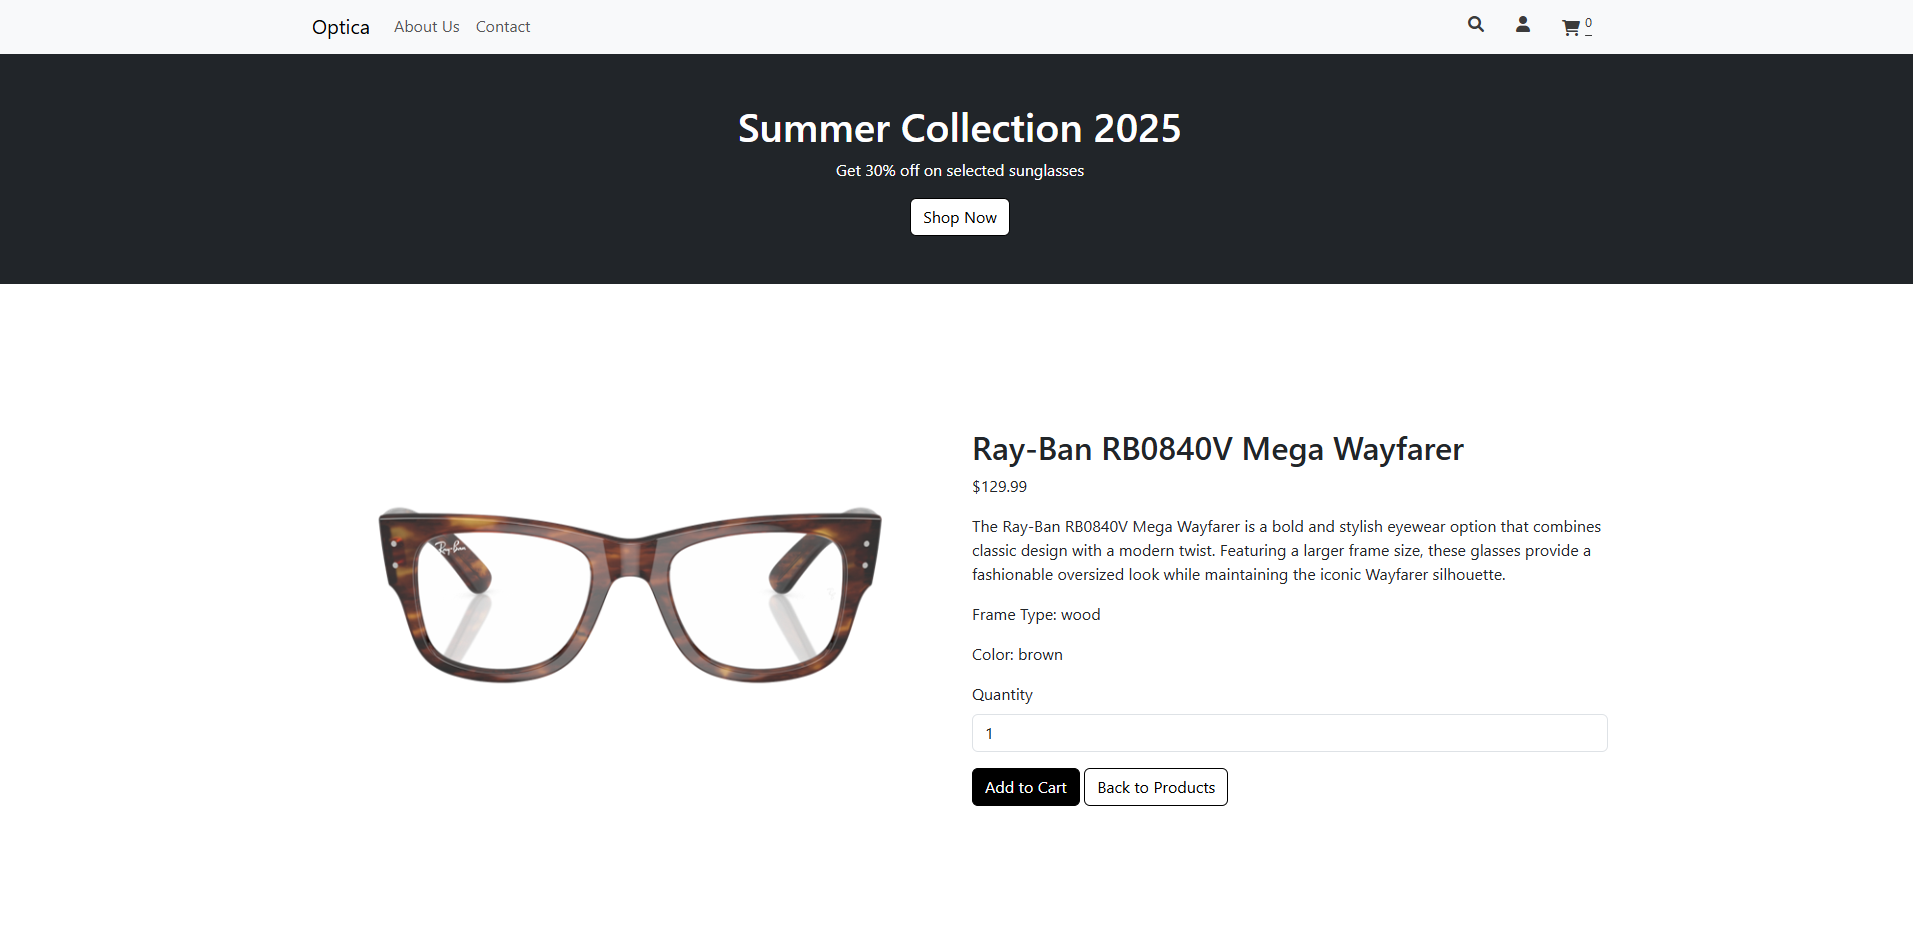 Optica About Us Contact 0
Summer Collection 2025
Get 30% off on selected sunglasses
Shop Now
Ray-Ban
Ray-Ban RB0840V Mega Wayfarer
$129.99
The Ray-Ban RB0840V Mega Wayfarer is a bold and stylish eyewear option that combines
classic design with a modern twist. Featuring a larger frame size, these glasses provide a
fashionable oversized look while maintaining the iconic Wayfarer silhouette.
Frame Type: wood
Color: brown
Quantity
1
Add to Cart Back to Products